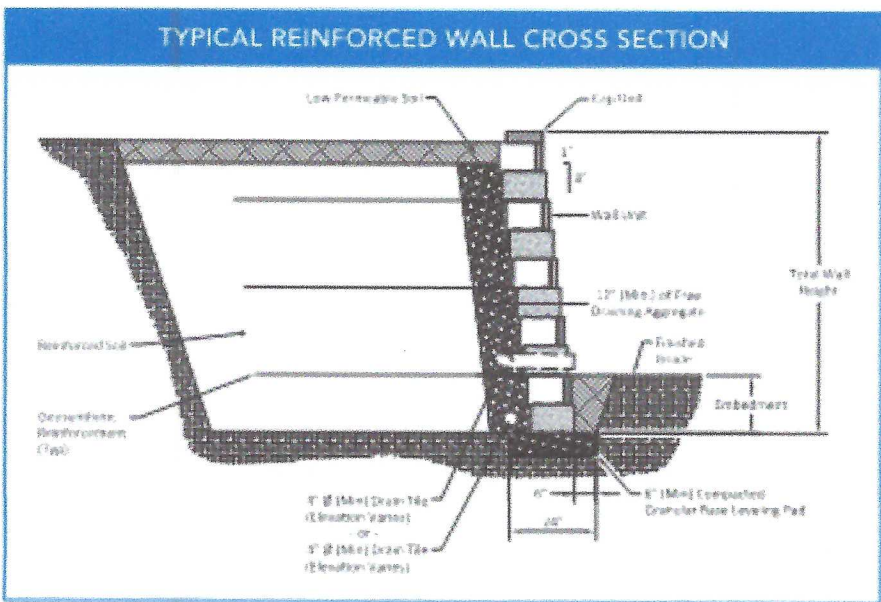 TYPICAL REINFORCED WALL CROSS SECTION
Low Permeable Soil
Cap Unit
1"
8"
Wall Unit
Total Wall
Height
12" (Min.) of Free
Draining Aggregate
Reinforced Soil
Finished
Grade
Embedment
Geosynthetic
Reinforcement
(Typ)
(Min) Drain Tile
(Elevation Varies)
- or -
(Min) Drain Tile
(Elevation Varies)
6"
24"
6" (Min) Compacted
Granular Base Leveling Pad